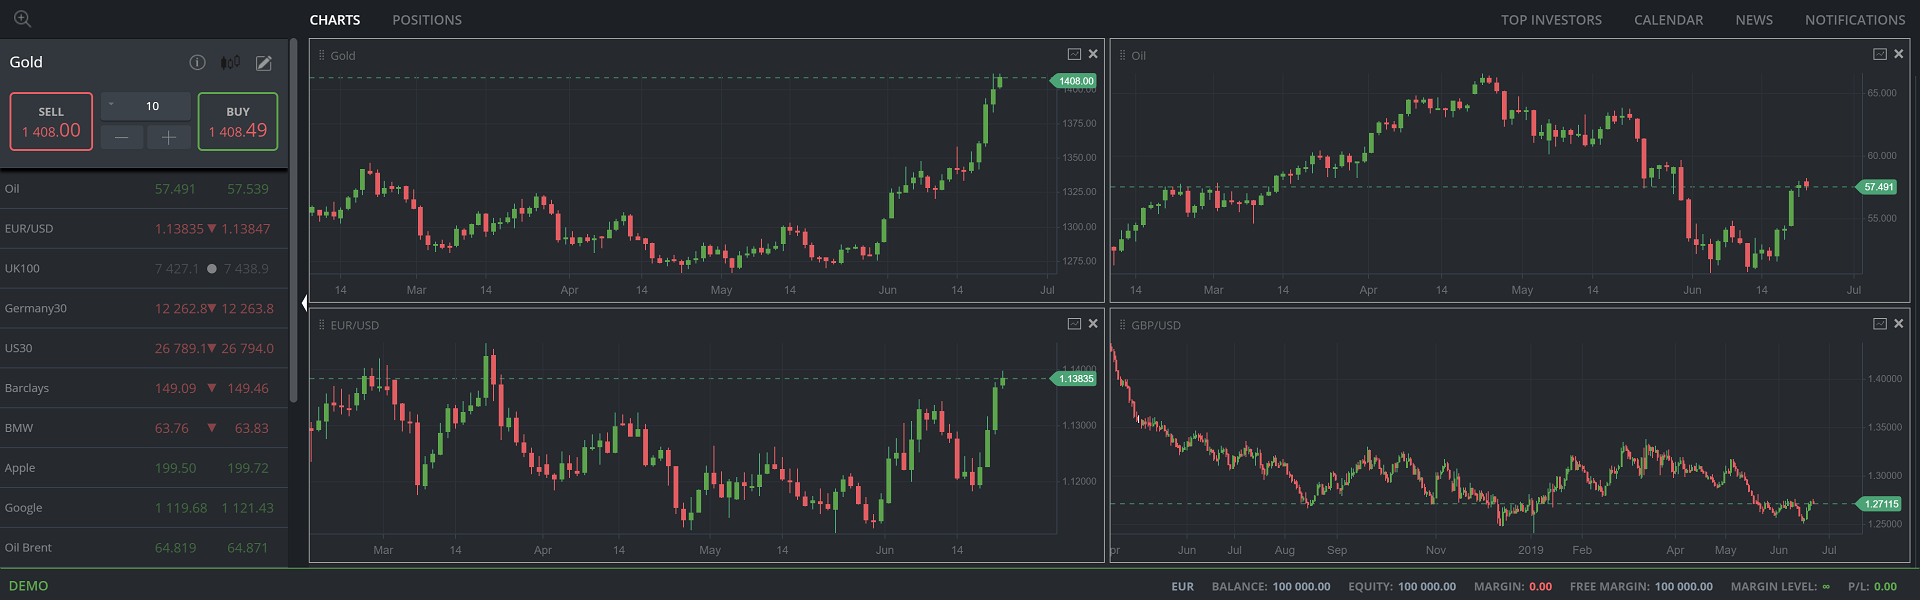 CHARTS POSITIONS TOP INVESTORS CALENDAR NEWS NOTIFICATIONS
Gold
SELL 1 408.00 10 BUY 1 408.49
Oil 57.491 57.539
EUR/USD 1.13835 1.13847
UK100 7 427.1 7 438.9
Germany30 12 262.8 12 263.8
US30 26 789.1 26 794.0
Barclays 149.09 149.46
BMW 63.76 63.83
Apple 199.50 199.72
Google 1 119.68 1 121.43
Oil Brent 64.819 64.871
Gold
1408.00
1400.00
1375.00
1350.00
1325.00
1300.00
1275.00
14 Mar 14 Apr 14 May 14 Jun 14 Jul
Oil
65.000
60.000
57.491
55.000
14 Mar 14 Apr 14 May 14 Jun 14 Jul
EUR/USD
1.14000
1.13835
1.13000
1.12000
Mar 14 Apr 14 May 14 Jun 14
GBP/USD
1.40000
1.35000
1.30000
1.27115
1.25000
pr Jun Jul Aug Sep Nov 2019 Feb Apr May Jun Jul
DEMO EUR BALANCE: 100 000.00 EQUITY: 100 000.00 MARGIN: 0.00 FREE MARGIN: 100 000.00 MARGIN LEVEL: ∞ P/L: 0.00